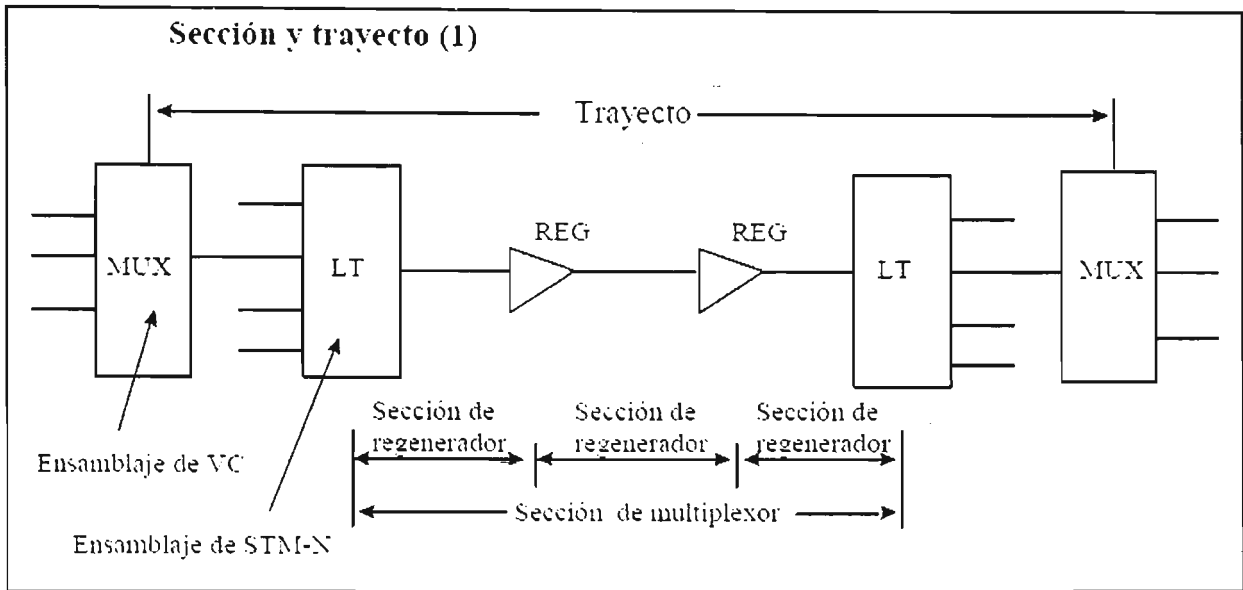 Sección y trayecto (1)
Trayecto
REG
REG
MUX
LT
LT
MUX
Sección de
regenerador
Sección de
regenerador
Sección de
regenerador
Ensamblaje de VC
Sección de multiplexor
Ensamblaje de STM-N